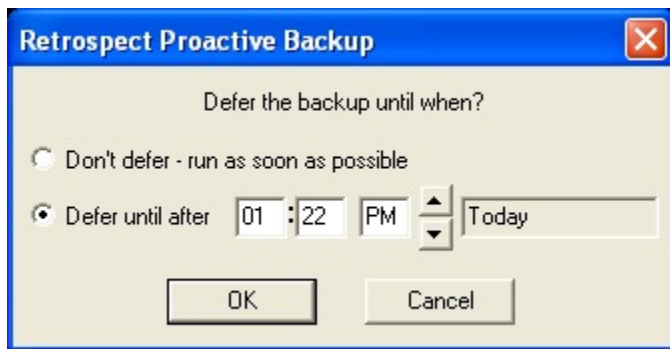 Retrospect Proactive Backup
Defer the backup until when?
Don't defer - run as soon as possible
Defer until after 01 : 22 PM Today
OK Cancel